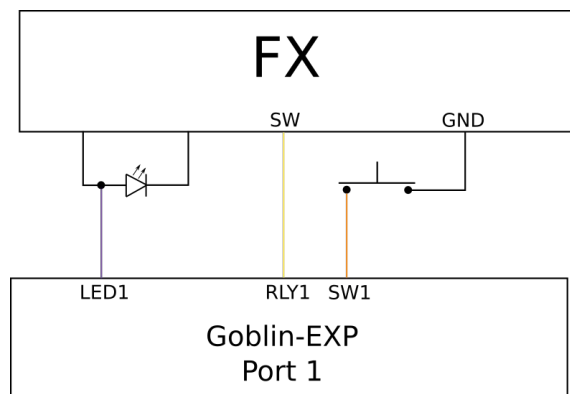 FX
SW GND
LED1 RLY1 SW1
Goblin-EXP
Port 1